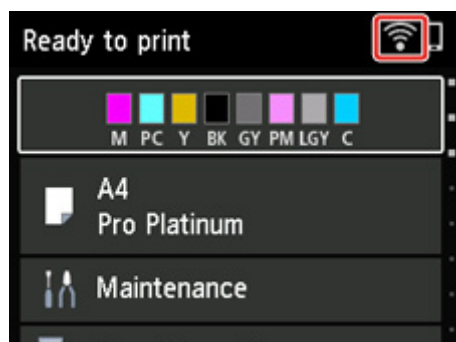 Ready to print
M PC Y BK GY PM LGY C
A4
Pro Platinum
Maintenance